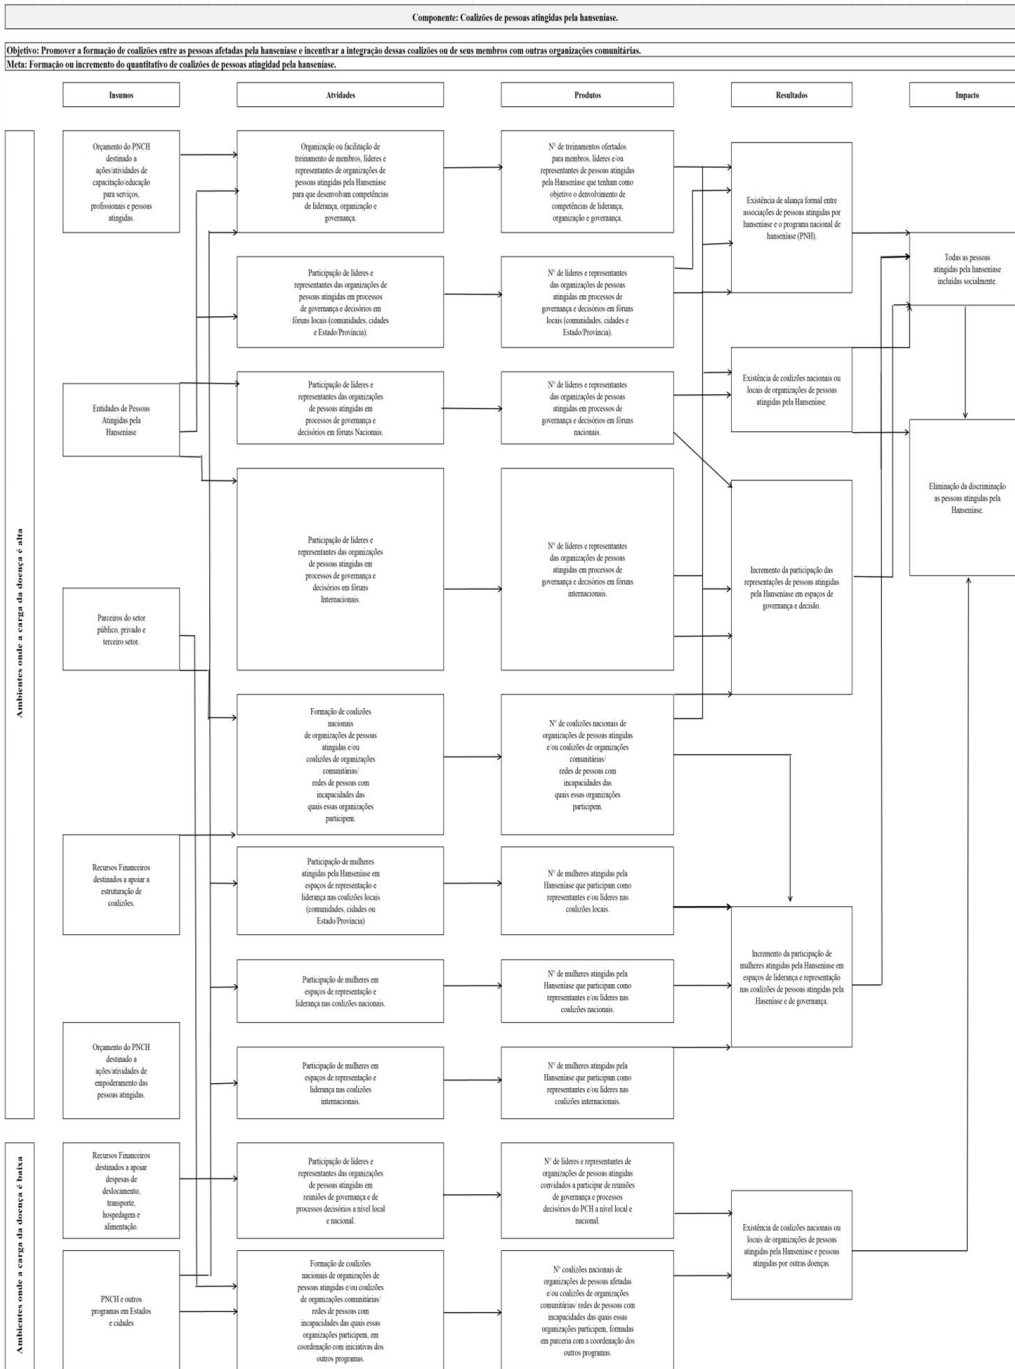 Componente: Coalizões de pessoas atingidas pela hanseníase.
Objetivo: Promover a formação de coalizões entre as pessoas afetadas pela hanseníase e incentivar a integração dessas coalizões ou de seus membros com outras organizações comunitárias.
Meta: Formação ou incremento do quantitativo de coalizões de pessoas atingidad pela hanseníase.
Insumos
Atvidades
Produtos
Resultados
Impacto
Ambientes onde a carga da doença é alta
Orçamento do PNCH
destinado a
ações/atividades de
capacitação/educação
para serviços,
profissionais e pessoas
atingidas.
Organização ou facilitação de
treinamento de membros, líderes e
representantes de organizações de
pessoas atingidas pela Hanseníase
para que desenvolvam competências
de liderança, organização e
governança.
N° de treinamentos ofertados
para membros, líderes e/ou
representantes de pessoas atingidas
pela Hanseníase que tenham como
objetivo o denvolvimento de
competências de liderança,
organização e governança.
Existência de aliança formal entre
associações de pessoas atingidas por
hanseníase e o programa nacional de
hanseníase (PNH).
Todas as pessoas
atingidas pela hanseníase
incluídas socialmente.
Participação de líderes e
representantes das organizações de
pessoas atingidas em processos
de governança e decisórios em
fóruns locais (comunidades, cidades
e Estado/Província).
N° de líderes e representantes
das organizações de pessoas
atingidas em processos de
governança e decisórios em fóruns
locais (comunidades, cidades e
Estado/Província).
Entidades de Pessoas
Atingidas pela
Hanseníase
Participação de líderes e
representantes das organizações
de pessoas atingidas em
processos de governança e
decisórios em fóruns Nacionais.
N° de líderes e representantes
das organizações de pessoas
atingidas em processos de
governança e decisórios em fóruns
nacionais.
Existência de coalizões nacionais ou
locais de organizações de pessoas
atingidas pela Hanseníase.
Eliminação da discriminação
as pessoas atingidas pela
Hanseníase.
Participação de líderes e
representantes das organizações
de pessoas atingidas em
processos de governança e
decisórios em fóruns
Internacionais.
N° de líderes e representantes
das organizações de pessoas
atingidas em processos de
governança e decisórios em fóruns
internacionais.
Incremento da participação das
representações de pessoas atingidas
pela Hanseníase em espaços de
governança e decisão.
Parceiros do setor
público, privado e
terceiro setor.
Formação de coalizões
nacionais
de organizações de pessoas
atingidas e/ou
coalizões de organizações
comunitárias/
redes de pessoas com
incapacidades das
quais essas organizações
participem.
N° de coalizões nacionais de
organizações de pessoas atingidas
e/ou coalizões de organizações
comunitárias/
redes de pessoas com
incapacidades das
quais essas organizações
participem.
Recursos Financeiros
destinados a apoiar a
estruturação de
coalizões.
Participação de mulheres
atingidas pela Hanseníase em
espaços de representação e
liderança nas coalizões locais
(comunidades, cidades ou
Estado/Província)
N° de mulheres atingidas pela
Hanseníase que participam como
representantes e/ou líderes nas
coalizões locais.
Incremento da participação de
mulheres atingidas pela Hanseníase em
espaços de liderança e representação
nas coalizões de pessoas atingidas pela
Haseníase e de governança.
Participação de mulheres em
espaços de representação e
liderança nas coalizões nacionais.
N° de mulheres atingidas pela
Hanseníase que participam como
representantes e/ou líderes nas
coalizões nacionais.
Orçamento do PNCH
destinado a
ações/atividades de
empoderamento das
pessoas atingidas.
Participação de mulheres em
espaços de representação e
liderança nas coalizões
internacionais.
N° de mulheres atingidas pela
Hanseníase que participam como
representantes e/ou líderes nas
coalizões internacionais.
Ambientes onde a carga da doença é baixa
Recursos Financeiros
destinados a apoiar
despesas de
deslocamento,
transporte,
hospedagem e
alimentação.
Participação de líderes e
representantes das organizações
de pessoas atingidas em
reuniões de governança e de
processos decisórios a nível local
e nacional.
N° de líderes e representantes de
organizações de pessoas atingidas
convidados a participar de reuniões
de governança e processos
decisórios do PCH a nível local e
nacional.
Existência de coalizões nacionais ou
locais de organizações de pessoas
atingidas pela Hanseníase e pessoas
atingidas por outras doenças.
PNCH e outros
programas em Estados
e cidades
Formação de coalizões
nacionais de organizações de
pessoas atingidas e/ou coalizões
de organizações comunitárias/
redes de pessoas com
incapacidades das quais essas
organizações participem, em
coordenação com iniciativas dos
outros programas.
N° coalizões nacionais de
organizações de pessoas afetadas
e/ou coalizões de organizações
comunitárias/ redes de pessoas com
incapacidades das quais essas
organizações participem, formadas
em parceria com a coordenação dos
outros programas.